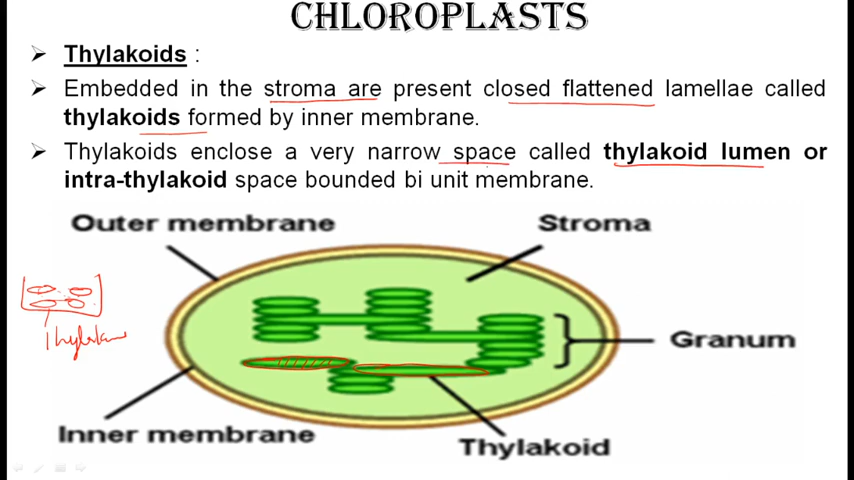 CHLOROPLASTS
Thylakoids :
Embedded in the stroma are present closed flattened lamellae called
thylakoids formed by inner membrane.
Thylakoids enclose a very narrow space called thylakoid lumen or
intra-thylakoid space bounded bi unit membrane.
Outer membrane
Stroma
Granum
Inner membrane
Thylakoid